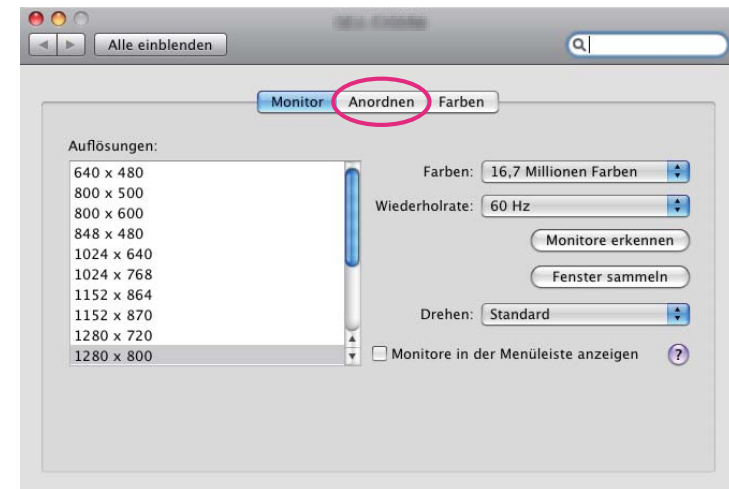 Alle einblenden
Monitor Anordnen Farben
Auflösungen:
640 x 480
800 x 500
800 x 600
848 x 480
1024 x 640
1024 x 768
1152 x 864
1152 x 870
1280 x 720
1280 x 800
Farben: 16,7 Millionen Farben
Wiederholrate: 60 Hz
Monitore erkennen
Fenster sammeln
Drehen: Standard
Monitore in der Menüleiste anzeigen ?